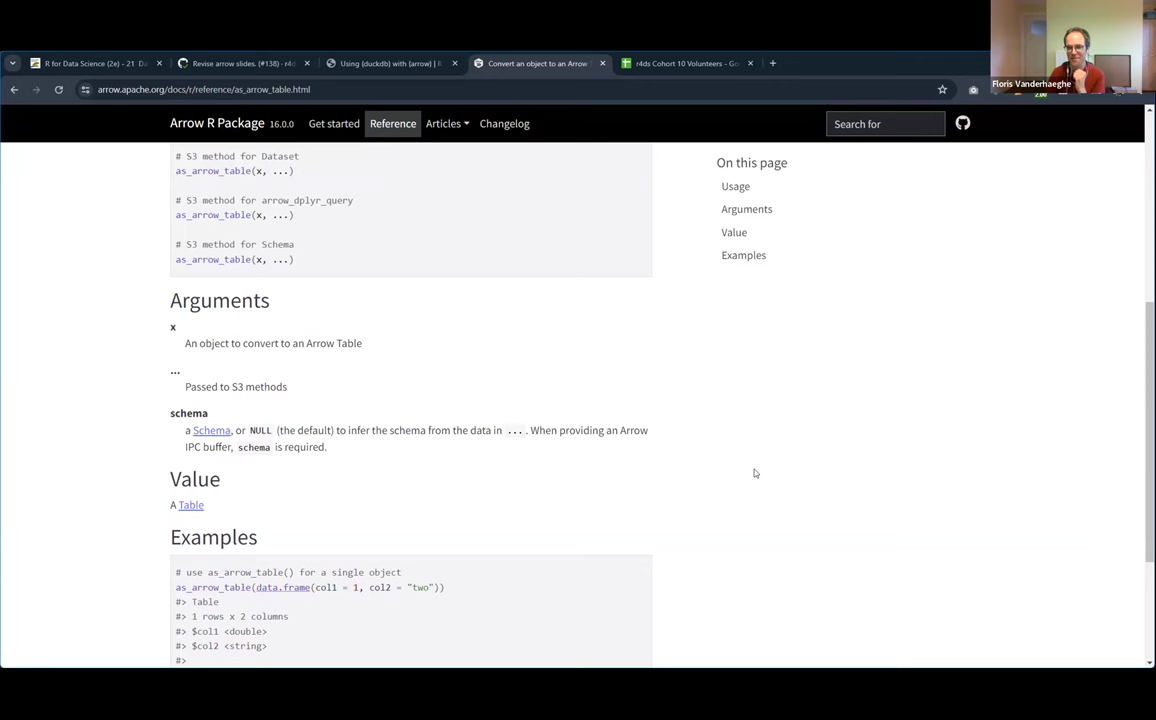 R for Data Science (2e) - 21 Da
Revise arrow slides. (#138) · r4d
Using {duckdb} with {arrow} | R
Convert an object to an Arrow
r4ds Cohort 10 Volunteers - Go
Floris Vanderhaeghe
arrow.apache.org/docs/r/reference/as_arrow_table.html
Arrow R Package 16.0.0 Get started Reference Articles Changelog Search for
# S3 method for Dataset
as_arrow_table(x, ...)
# S3 method for arrow_dplyr_query
as_arrow_table(x, ...)
# S3 method for Schema
as_arrow_table(x, ...)
Arguments
x
An object to convert to an Arrow Table
...
Passed to S3 methods
schema
a Schema, or NULL (the default) to infer the schema from the data in ... . When providing an Arrow
IPC buffer, schema is required.
Value
A Table
Examples
# use as_arrow_table() for a single object
as_arrow_table(data.frame(col1 = 1, col2 = "two"))
#> Table
#> 1 rows x 2 columns
#> $col1 <double>
#> $col2 <string>
#>
On this page
Usage
Arguments
Value
Examples